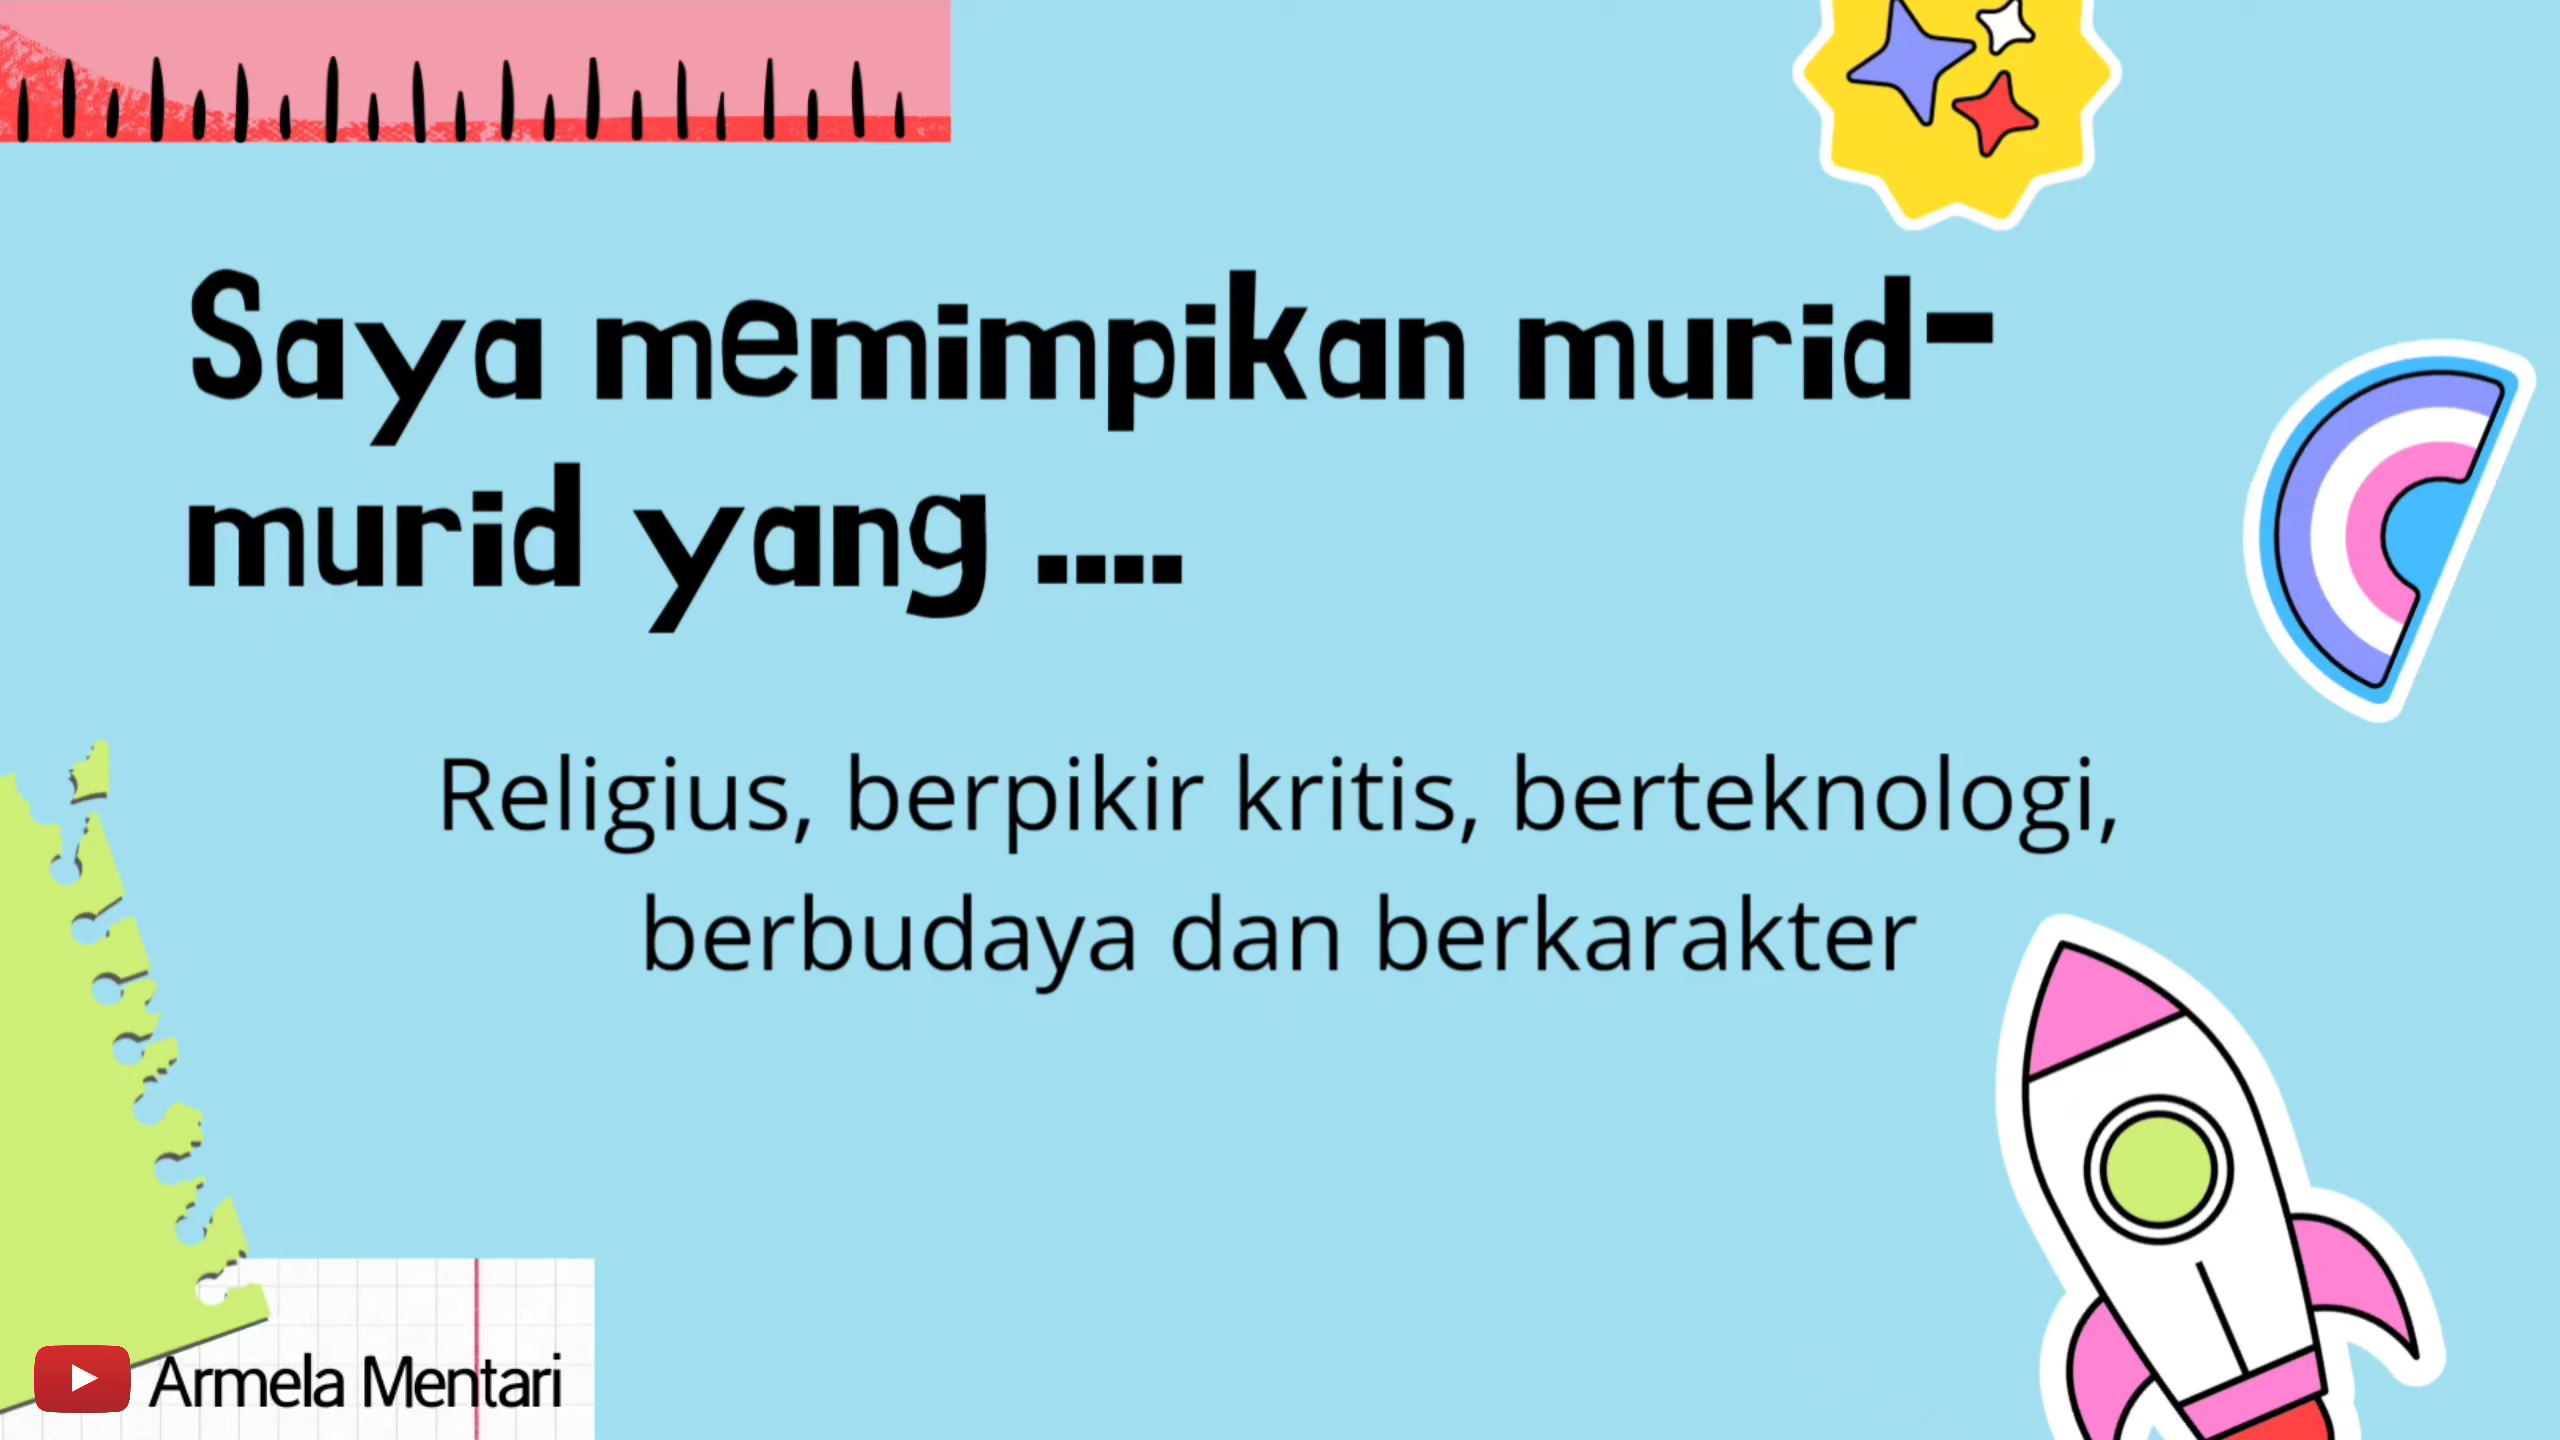 Saya memimpikan murid-
murid yang ....
Religius, berpikir kritis, berteknologi,
berbudaya dan berkarakter
Armela Mentari